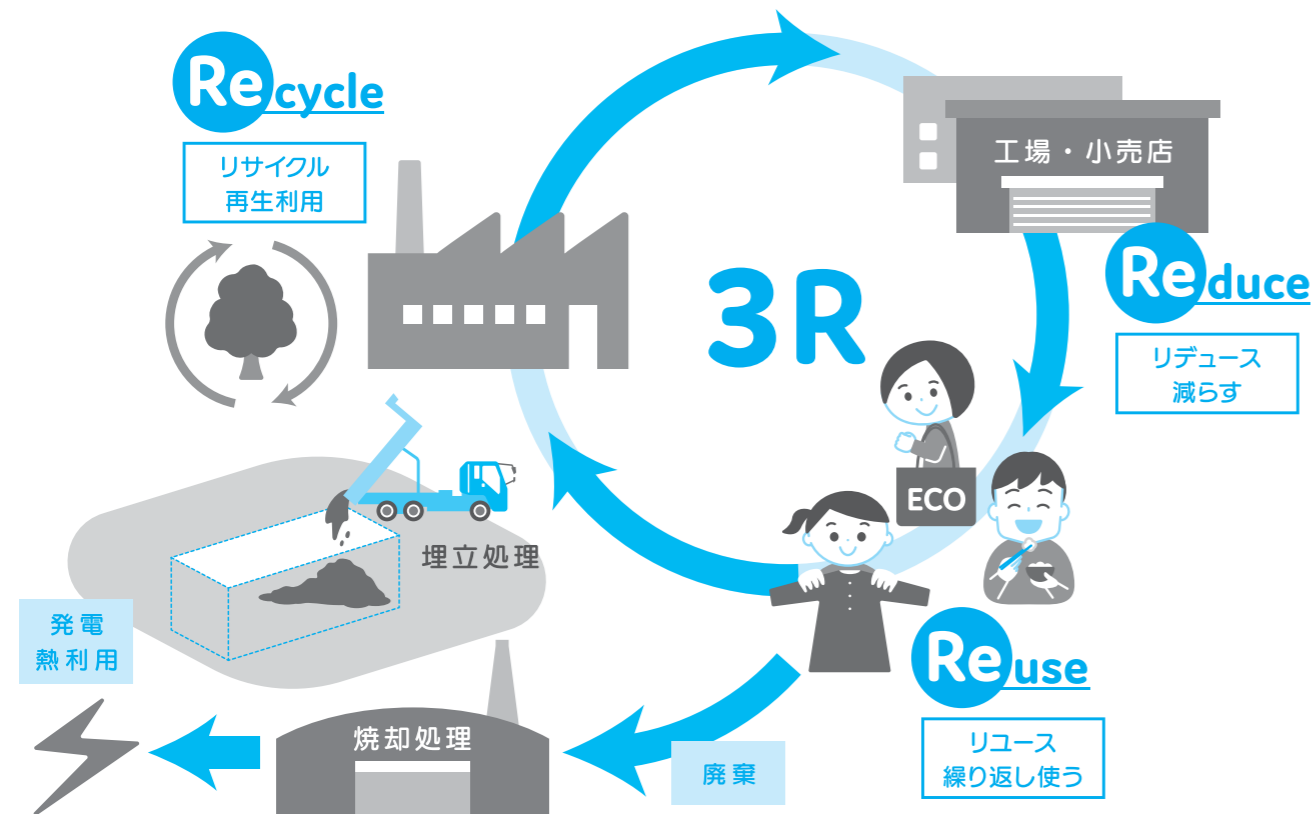 Recycle
リサイクル
再生利用
工場・小売店
3R
Reduce
リデュース
減らす
ECO
埋立処理
発電
熱利用
Reuse
リユース
繰り返し使う
焼却処理
廃棄